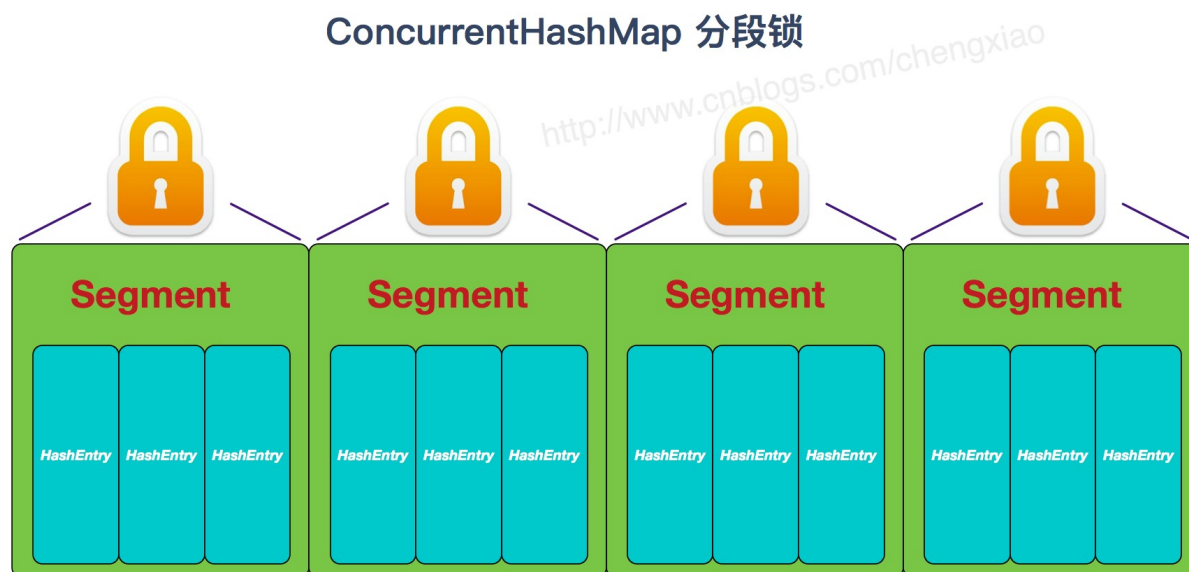 ConcurrentHashMap 分段锁
http://www.cnblogs.com/chengxiao
Segment Segment Segment Segment
HashEntry HashEntry HashEntry HashEntry HashEntry HashEntry HashEntry HashEntry HashEntry HashEntry HashEntry HashEntry